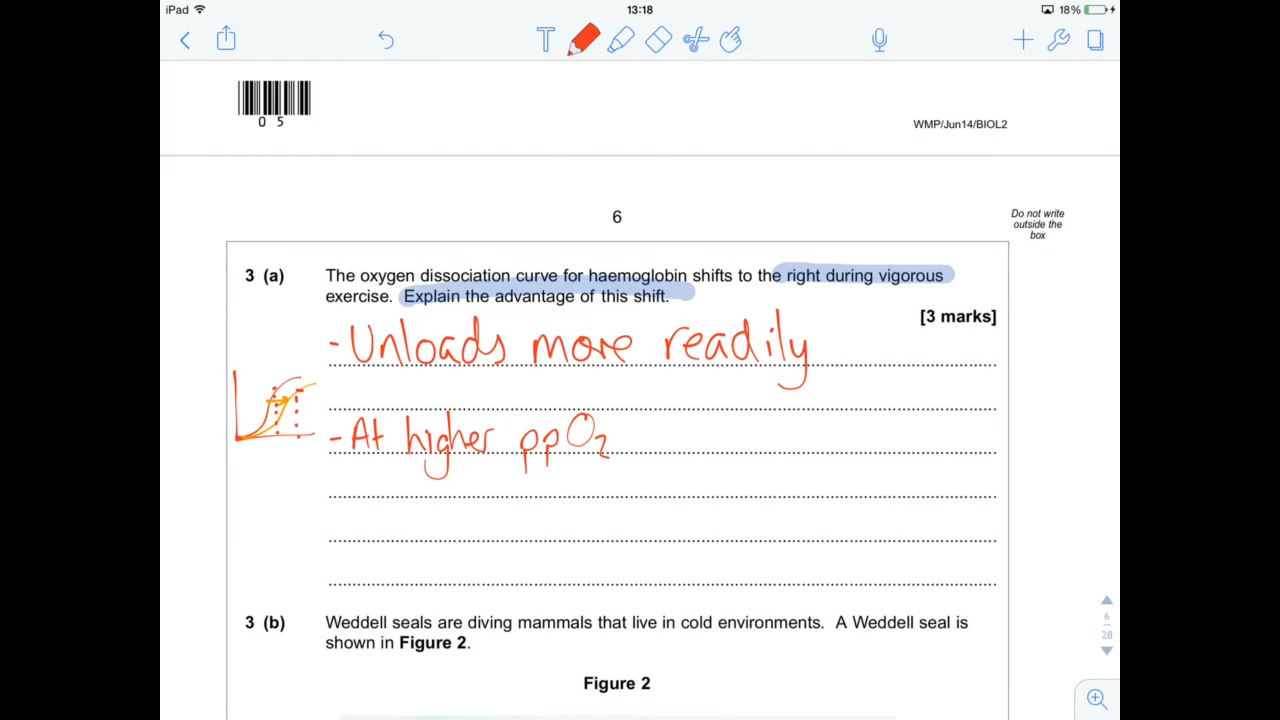 iPad
13:18
18%
T
0 5
WMP/Jun14/BIOL2
6
Do not write
outside the
box
3 (a) The oxygen dissociation curve for haemoglobin shifts to the right during vigorous
exercise. Explain the advantage of this shift.
[3 marks]
- Unloads more readily
- At higher ppO2
3 (b) Weddell seals are diving mammals that live in cold environments. A Weddell seal is
shown in Figure 2.
Figure 2
6
28